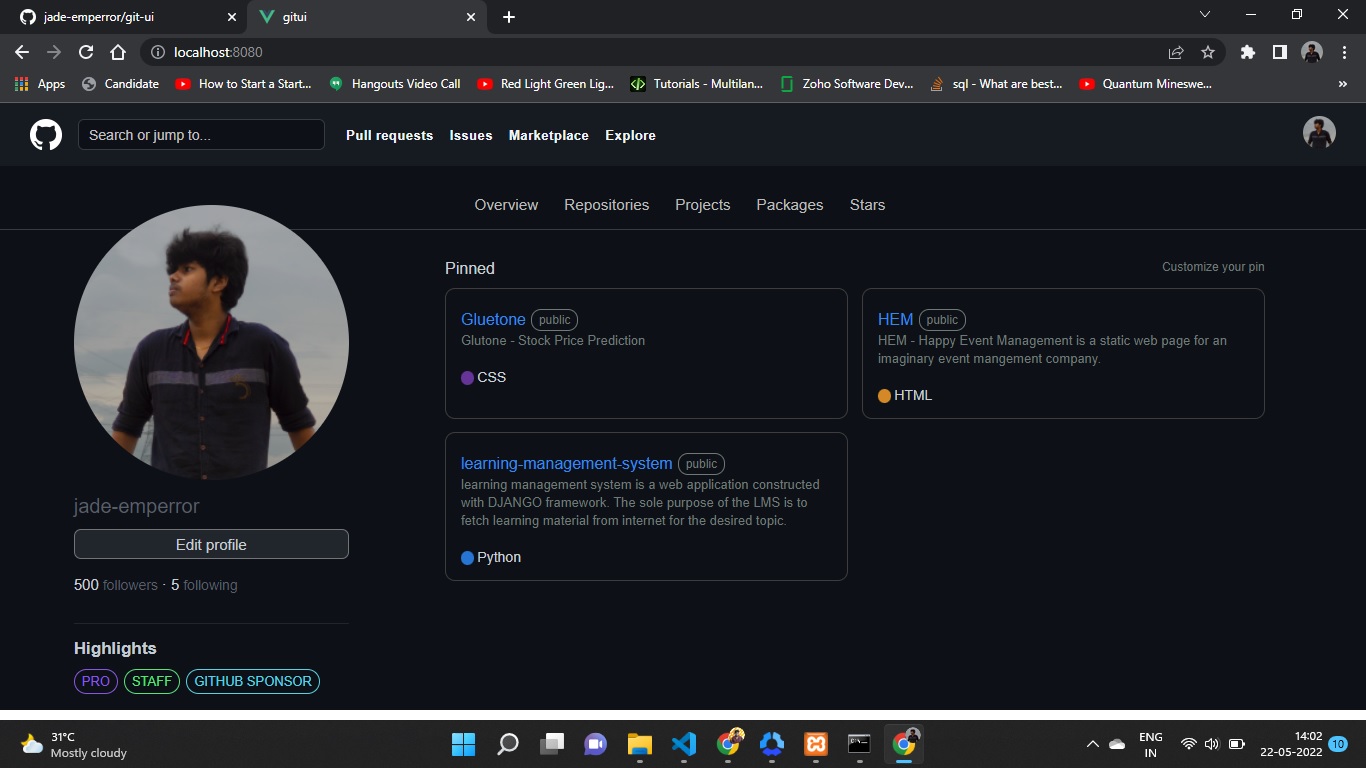 jade-emperror/git-ui
gitui
localhost:8080
Apps
Candidate
How to Start a Start...
Hangouts Video Call
Red Light Green Lig...
Tutorials - Multilan...
Zoho Software Dev...
sql - What are best...
Quantum Mineswe...
»
Search or jump to...
Pull requests
Issues
Marketplace
Explore
Overview
Repositories
Projects
Packages
Stars
Pinned
Customize your pin
Gluetone public
Glutone - Stock Price Prediction
CSS
HEM public
HEM - Happy Event Management is a static web page for an
imaginary event mangement company.
HTML
learning-management-system public
learning management system is a web application constructed
with DJANGO framework. The sole purpose of the LMS is to
fetch learning material from internet for the desired topic.
Python
jade-emperror
Edit profile
500 followers · 5 following
Highlights
PRO
STAFF
GITHUB SPONSOR
31°C
Mostly cloudy
ENG
IN
14:02
22-05-2022
10